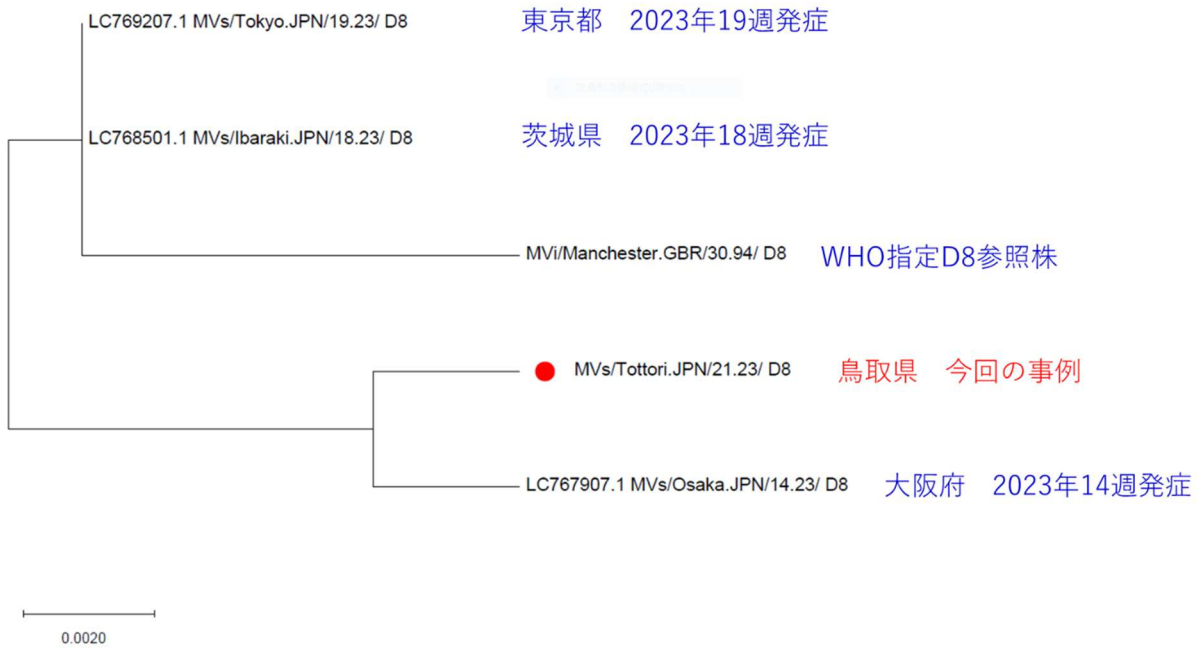 LC769207.1 MVs/Tokyo.JPN/19.23/ D8　東京都　2023年19週発症
LC768501.1 MVs/Ibaraki.JPN/18.23/ D8　茨城県　2023年18週発症
MVi/Manchester.GBR/30.94/ D8　WHO指定D8参照株
MVs/Tottori.JPN/21.23/ D8　鳥取県　今回の事例
LC767907.1 MVs/Osaka.JPN/14.23/ D8　大阪府　2023年14週発症
0.0020